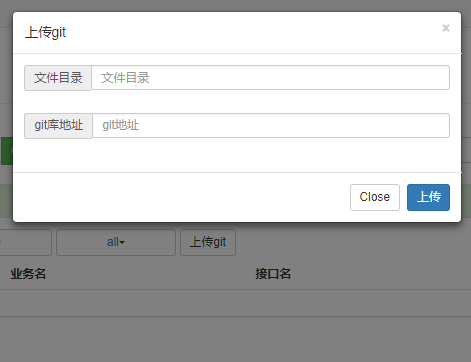 上传git ×
文件目录 文件目录
git库地址 git地址
Close 上传
all 上传git
业务名 接口名